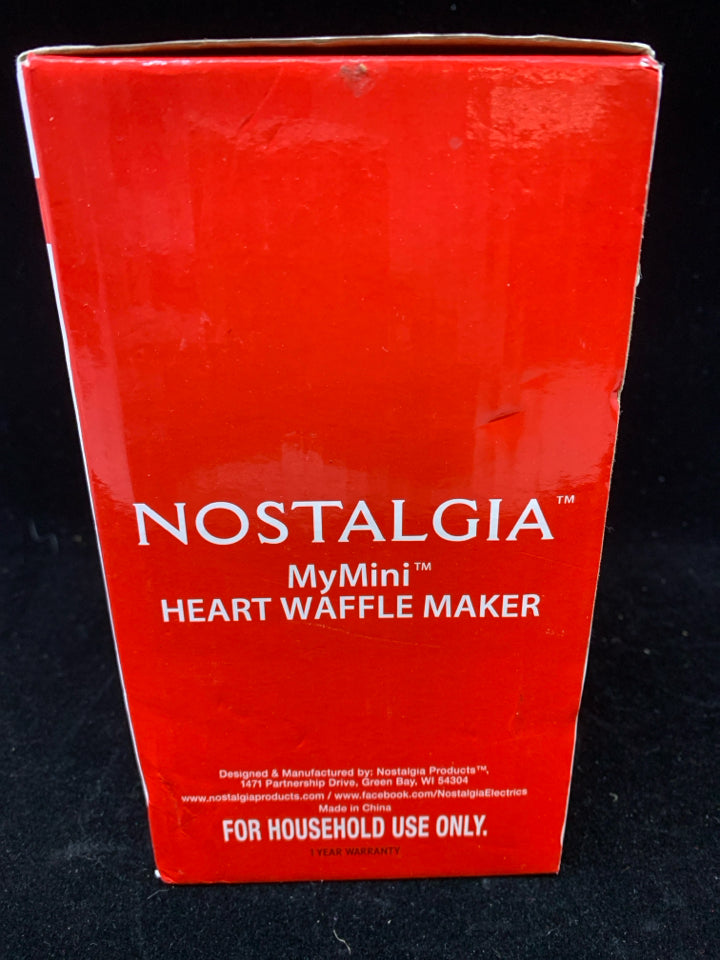 NOSTALGIA™
MyMini™
HEART WAFFLE MAKER
Designed & Manufactured by: Nostalgia Products™,
1471 Partnership Drive, Green Bay, WI 54304
www.nostalgiaproducts.com / www.facebook.com/NostalgiaElectrics
Made in China
FOR HOUSEHOLD USE ONLY.
1 YEAR WARRANTY